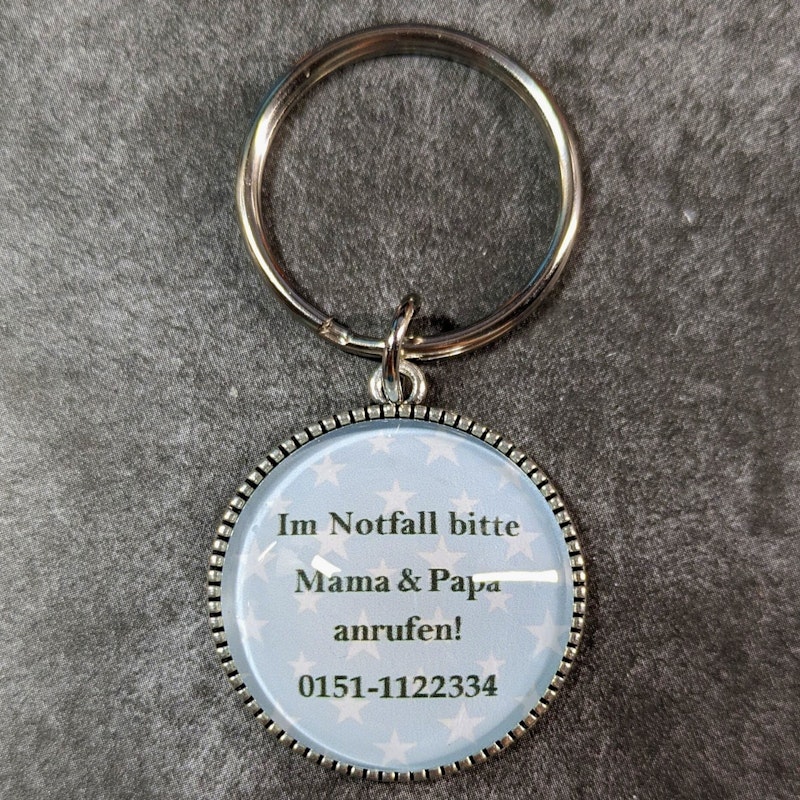 Im Notfall bitte
Mama & Papa
anrufen!
0151-1122334